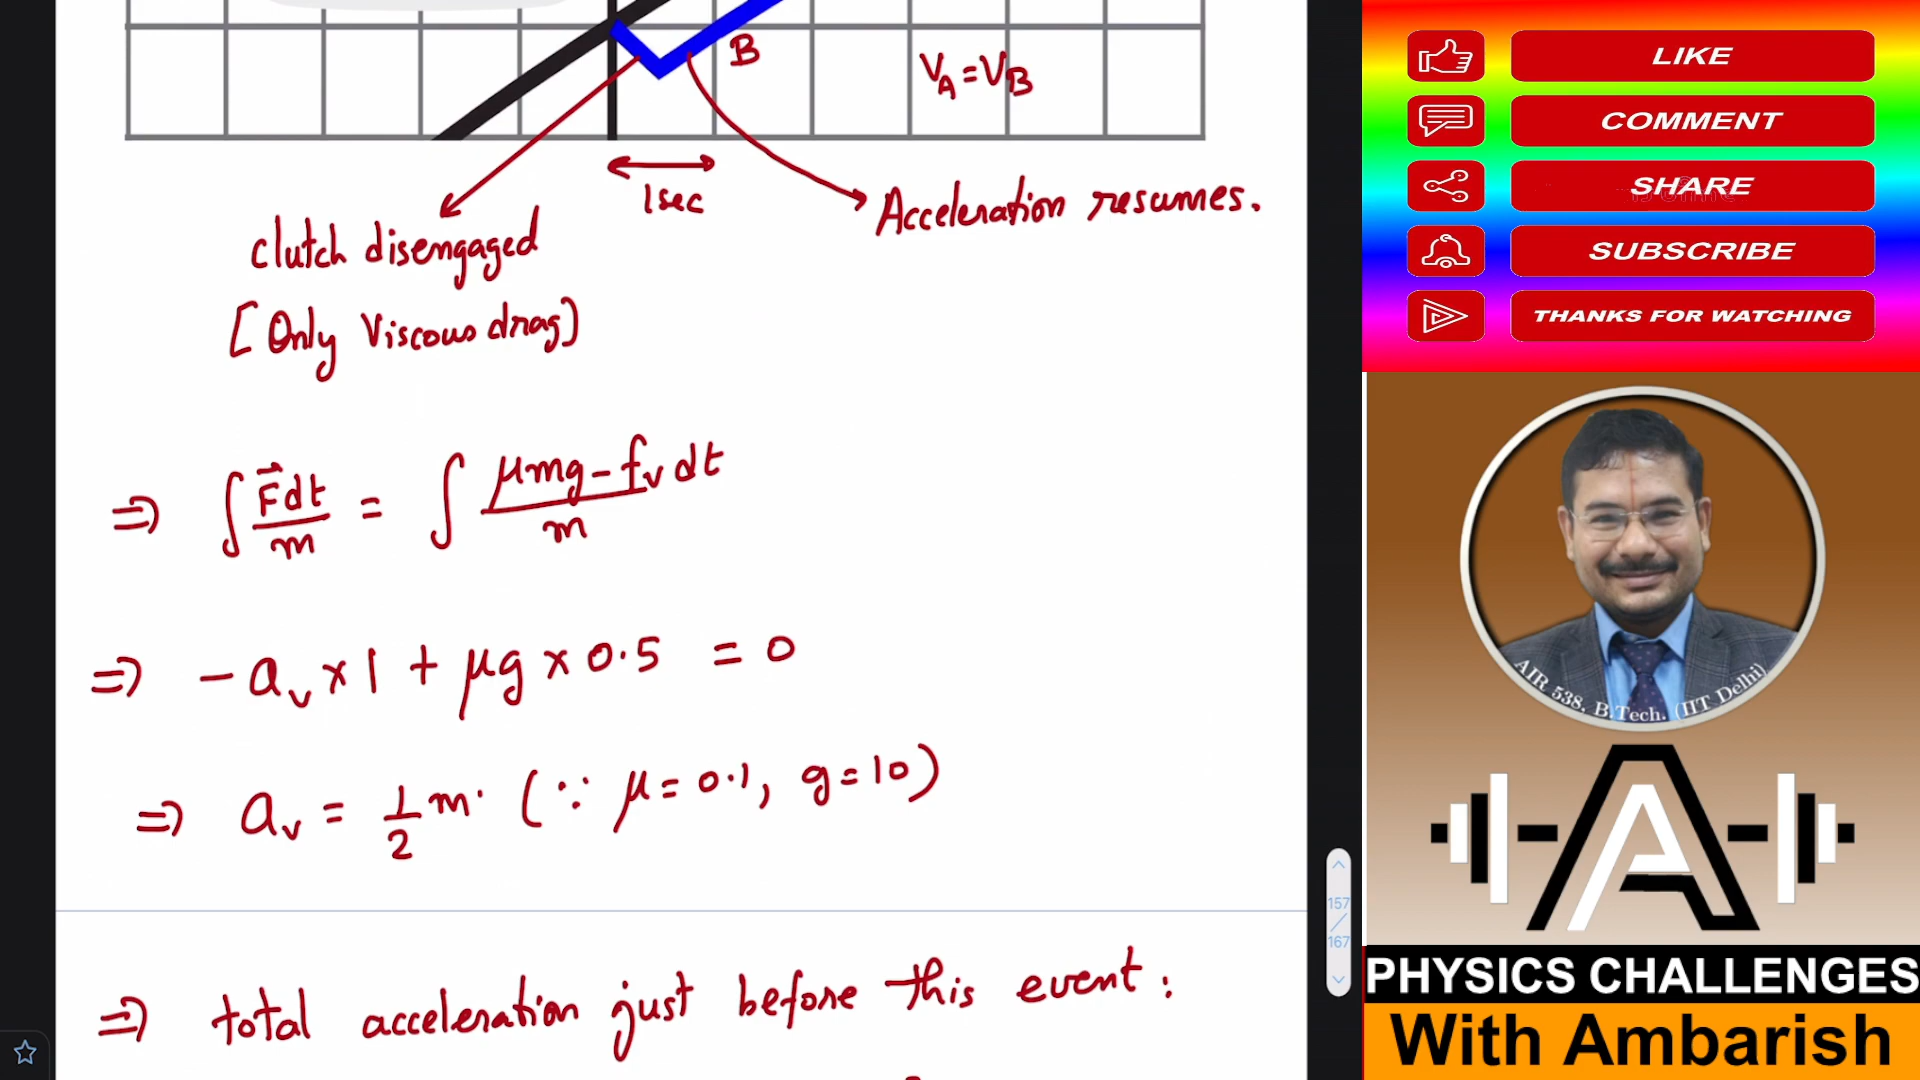 B
V_A = V_B
1sec
Acceleration resumes.
Clutch disengaged
[Only Viscous drag]
⇒ ∫ F⃗dt/m = ∫ μmg - f_v dt/m
⇒ -a_v × 1 + μg × 0.5 = 0
⇒ a_v = 1/2 m. (∵ μ = 0.1, g = 10)
⇒ total acceleration just before this event:
157
167
LIKE
COMMENT
SHARE
SUBSCRIBE
THANKS FOR WATCHING
AIR 538, B.Tech. (IIT Delhi)
A
PHYSICS CHALLENGES
With Ambarish